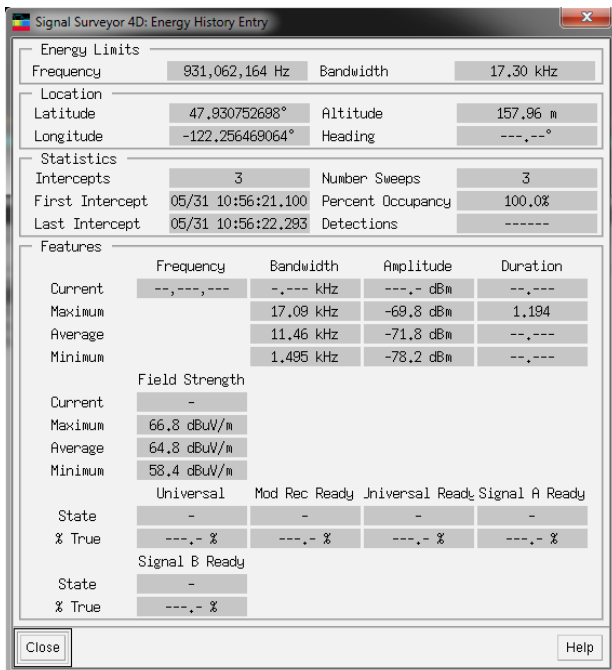 Signal Surveyor 4D: Energy History Entry
Energy Limits
Frequency 931,062,164 Hz Bandwidth 17.30 kHz
Location
Latitude 47.930752698° Altitude 157.96 m
Longitude -122.256469064° Heading ---.--°
Statistics
Intercepts 3 Number Sweeps 3
First Intercept 05/31 10:56:21.100 Percent Occupancy 100.0%
Last Intercept 05/31 10:56:22.293 Detections ------
Features
Frequency Bandwidth Amplitude Duration
Current --,---,--- -.--- kHz ---.- dBm --.---
Maximum 17.09 kHz -69.8 dBm 1.194
Average 11.46 kHz -71.8 dBm --.---
Minimum 1.495 kHz -78.2 dBm --.---
Field Strength
Current -
Maximum 66.8 dBuV/m
Average 64.8 dBuV/m
Minimum 58.4 dBuV/m
Universal Mod Rec Ready Universal Ready Signal A Ready
State - - - -
% True ---.- % ---.- % ---.- % ---.- %
Signal B Ready
State -
% True ---.- %
Close Help